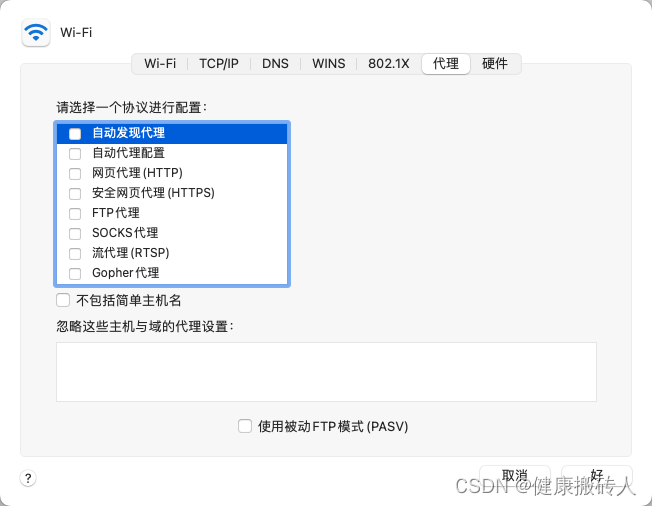 Wi-Fi
Wi-Fi TCP/IP DNS WINS 802.1X 代理 硬件
请选择一个协议进行配置：
自动发现代理
自动代理配置
网页代理(HTTP)
安全网页代理(HTTPS)
FTP代理
SOCKS代理
流代理(RTSP)
Gopher代理
不包括简单主机名
忽略这些主机与域的代理设置：
使用被动FTP模式(PASV)
? 取消 好
CSDN @健康搬砖人